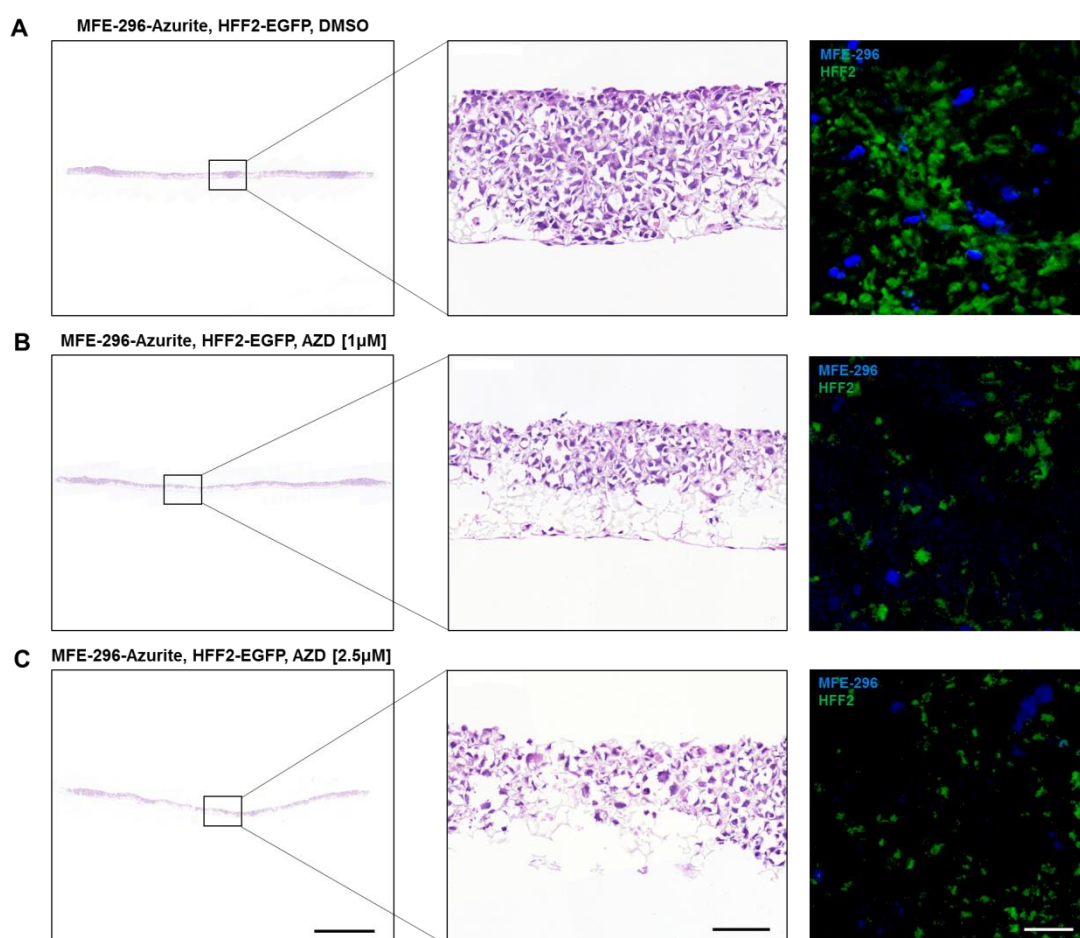 A
MFE-296-Azurite, HFF2-EGFP, DMSO
MFE-296
HFF2
B
MFE-296-Azurite, HFF2-EGFP, AZD [1µM]
MFE-296
HFF2
C
MFE-296-Azurite, HFF2-EGFP, AZD [2.5µM]
MFE-296
HFF2